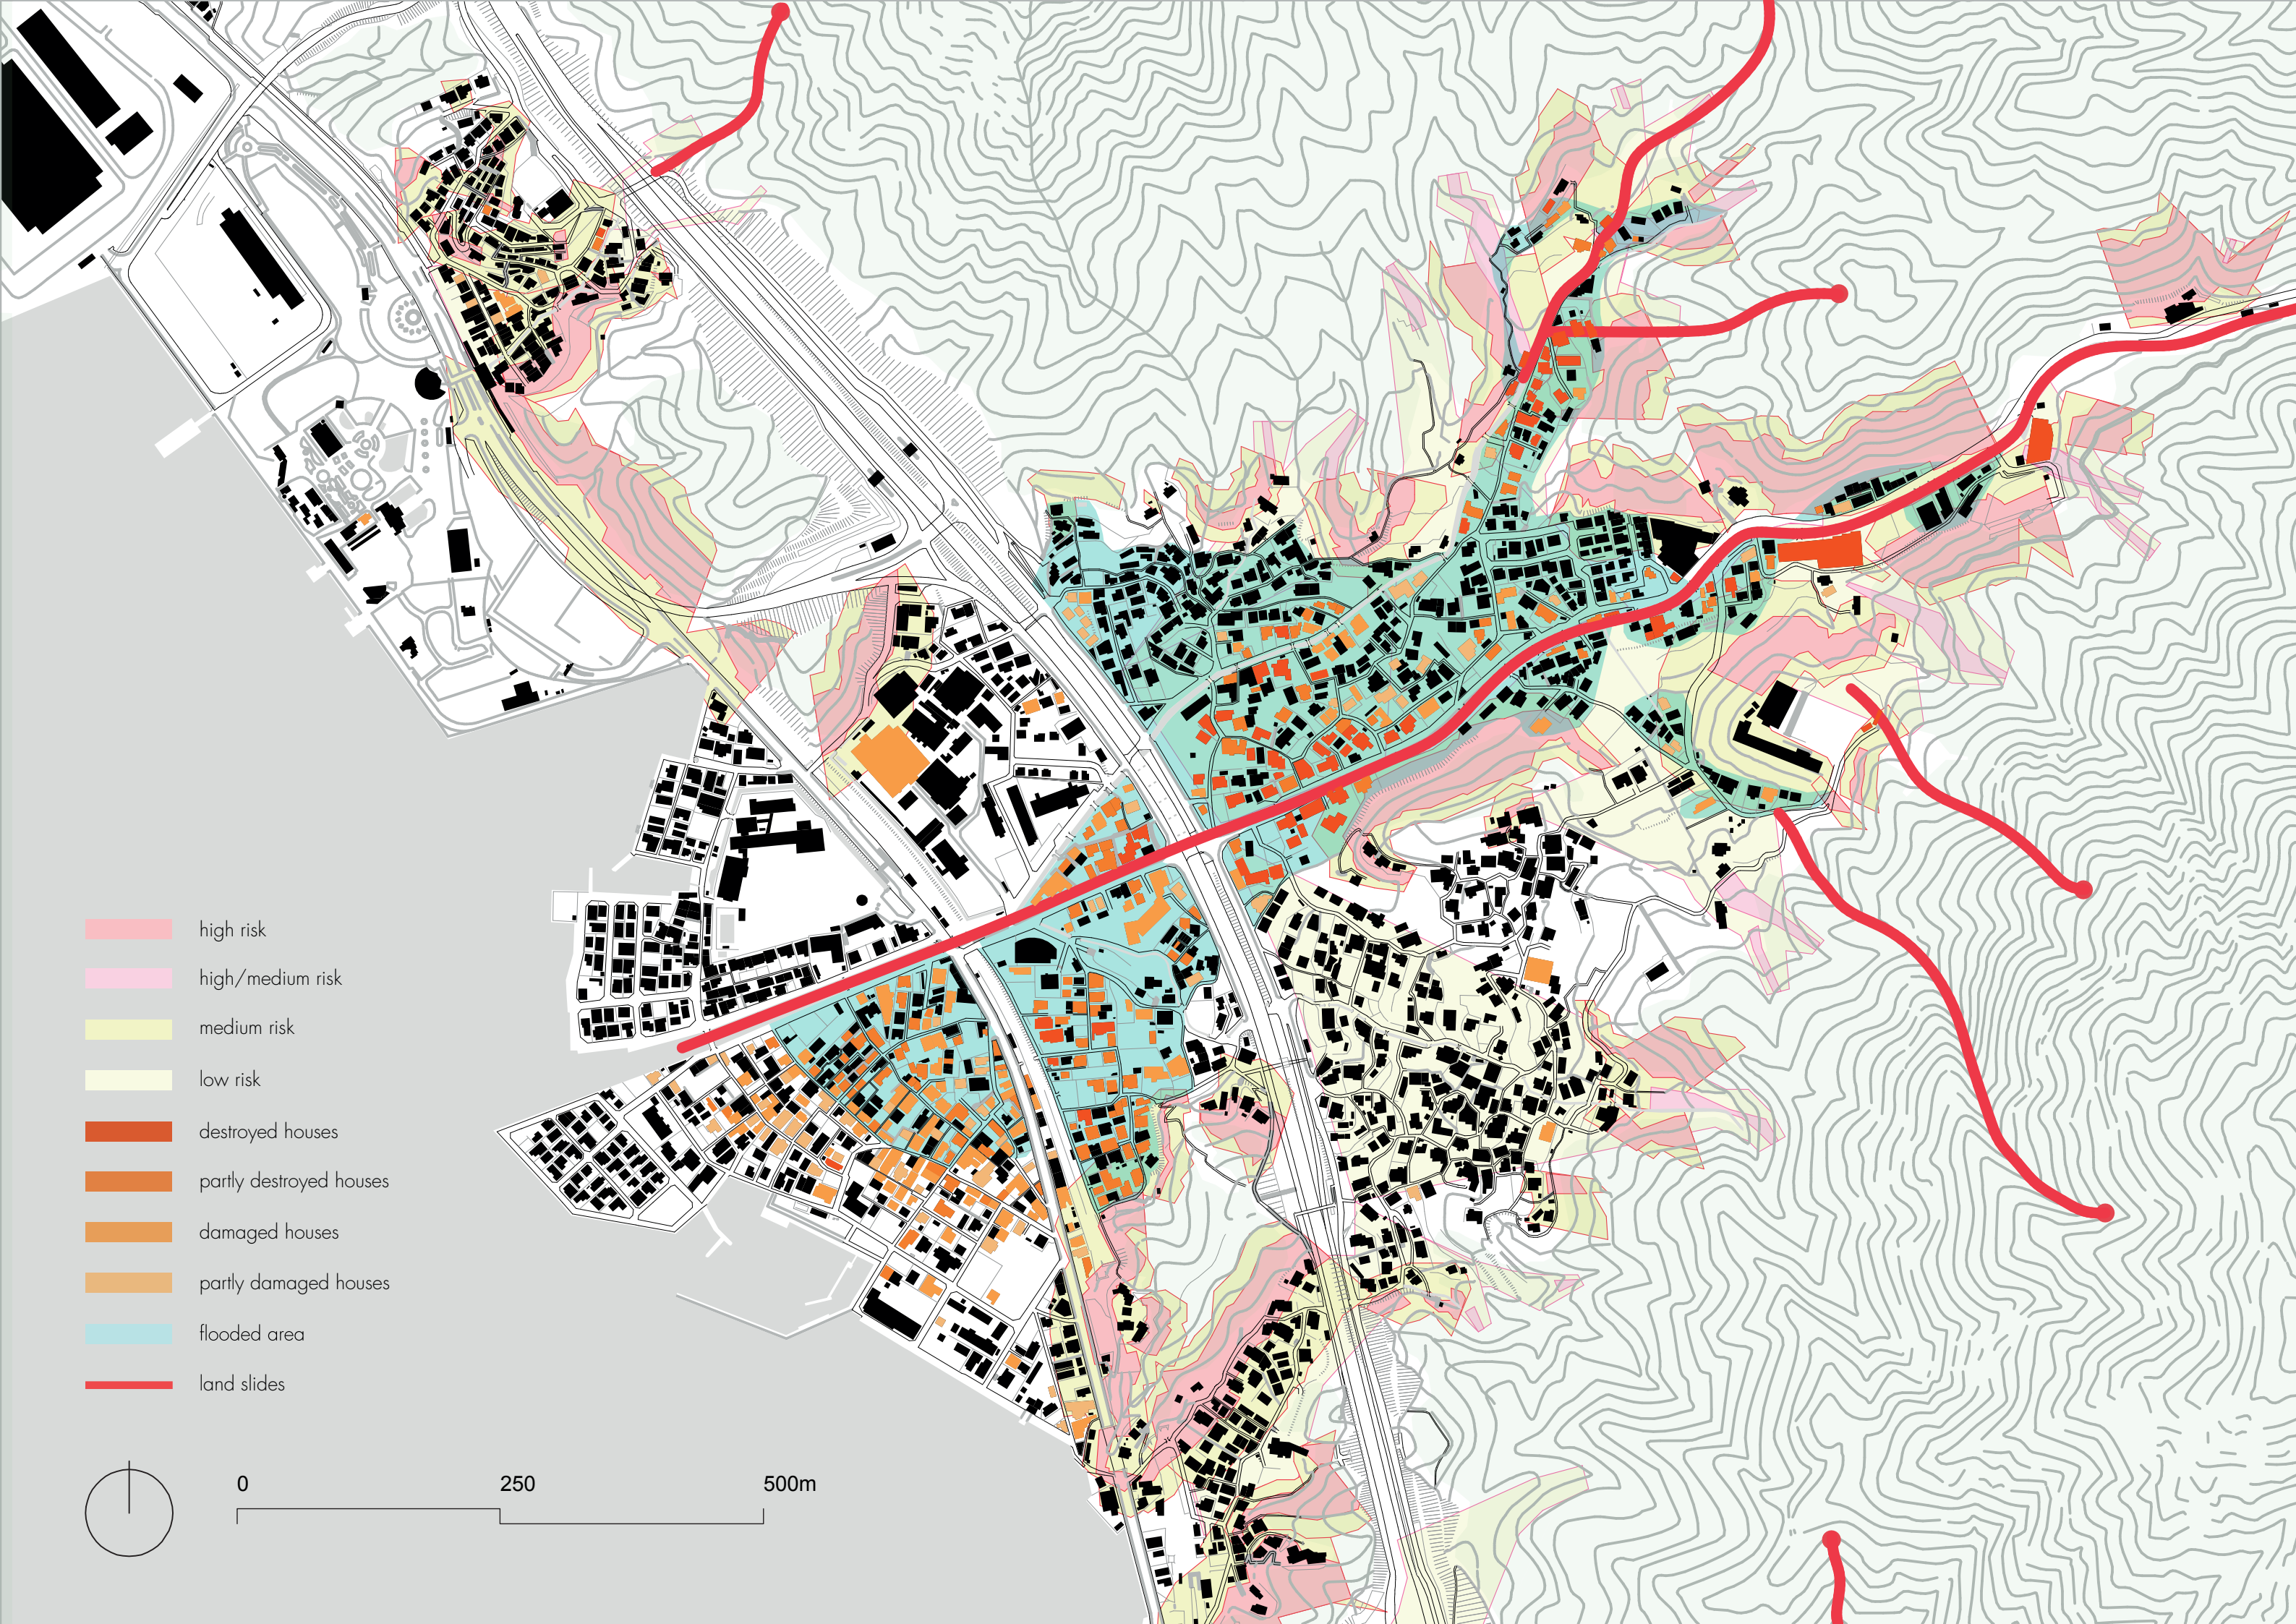 high risk
high/medium risk
medium risk
low risk
destroyed houses
partly destroyed houses
damaged houses
partly damaged houses
flooded area
land slides
0 250 500m